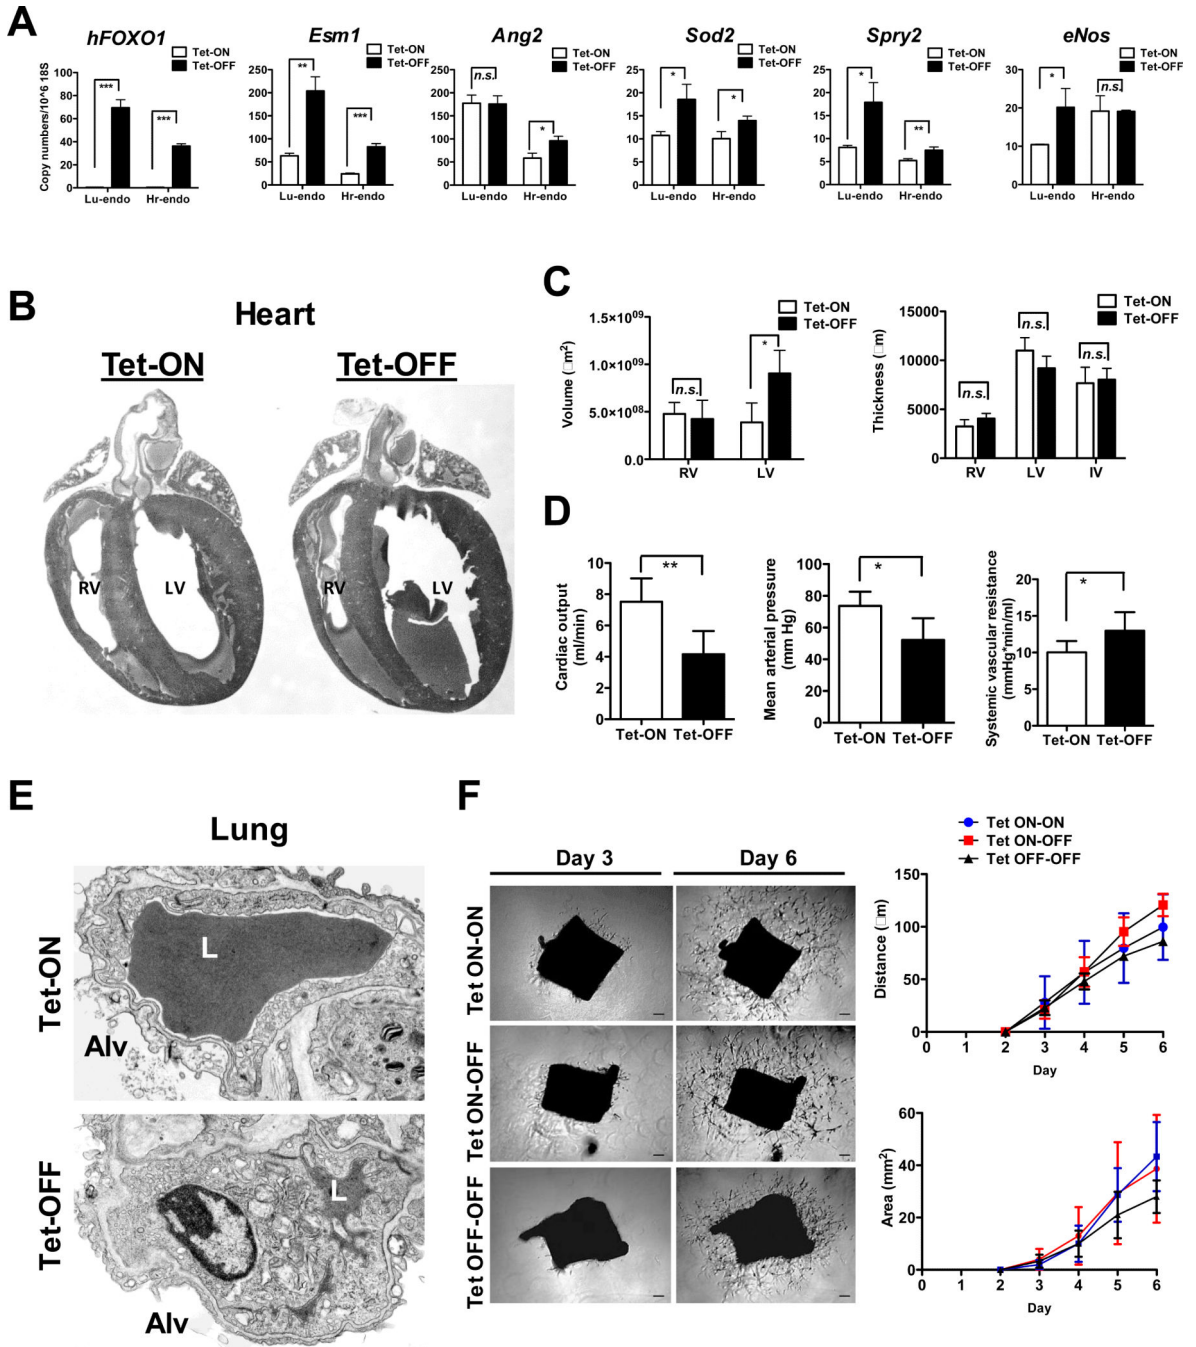 A
hFOXO1
Tet-ON
Tet-OFF
Copy numbers/10^6 18S
100
80
60
40
20
0
***
***
Lu-endo Hr-endo
Esm1
Tet-ON
Tet-OFF
250
200
150
100
50
0
**
***
Lu-endo Hr-endo
Ang2
Tet-ON
Tet-OFF
250
200
150
100
50
0
n.s.
*
Lu-endo Hr-endo
Sod2
Tet-ON
Tet-OFF
25
20
15
10
5
0
*
*
Lu-endo Hr-endo
Spry2
Tet-ON
Tet-OFF
25
20
15
10
5
0
*
**
Lu-endo Hr-endo
eNos
Tet-ON
Tet-OFF
30
20
10
0
*
n.s.
Lu-endo Hr-endo
B
Heart
Tet-ON
Tet-OFF
RV
LV
RV
LV
C
Tet-ON
Tet-OFF
Volume (□m²)
1.5×10⁰⁹
1.0×10⁰⁹
5.0×10⁰⁸
0.0
n.s.
*
RV LV
Tet-ON
Tet-OFF
Thickness (□m)
15000
10000
5000
0
n.s.
n.s.
n.s.
RV LV IV
D
Cardiac output
(ml/min)
10
8
6
4
2
0
**
Tet-ON Tet-OFF
Mean arterial pressure
(mm Hg)
100
80
60
40
20
0
*
Tet-ON Tet-OFF
Systemic vascular resistance
(mmHg*min/ml)
20
15
10
5
0
*
Tet-ON Tet-OFF
E
Lung
Tet-ON
L
Alv
Tet-OFF
L
Alv
F
Day 3
Day 6
Tet ON-ON
Tet ON-OFF
Tet OFF-OFF
Tet ON-ON
Tet ON-OFF
Tet OFF-OFF
Distance (□m)
150
100
50
0
0 1 2 3 4 5 6
Day
Area (mm²)
60
40
20
0
0 1 2 3 4 5 6
Day